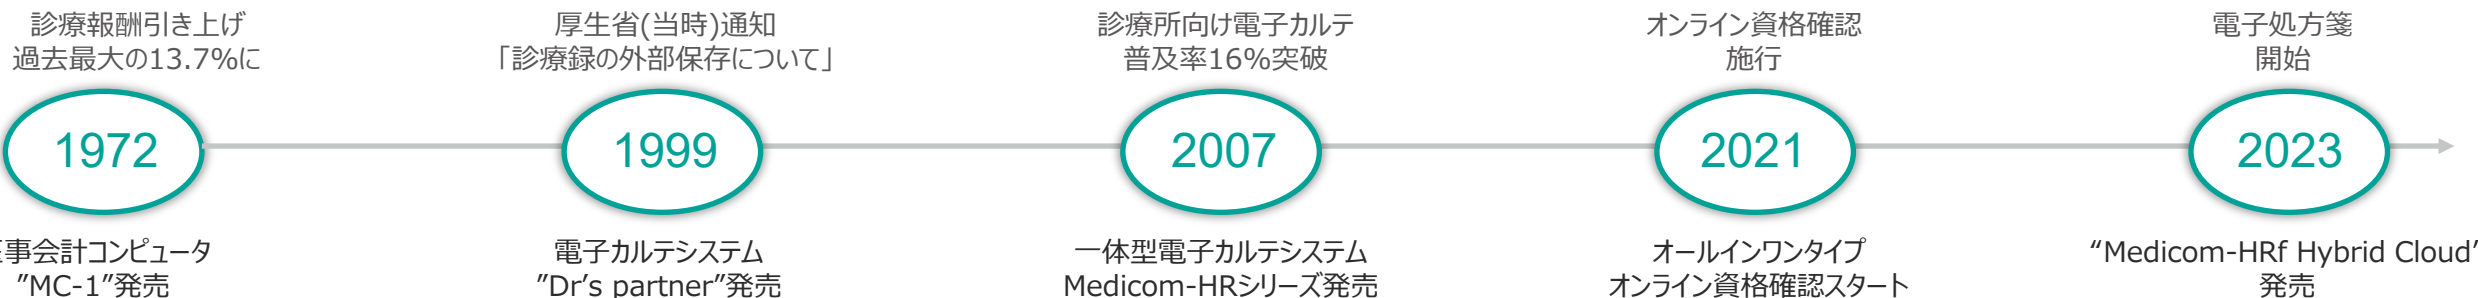 診療報酬引き上げ
過去最大の13.7%に
厚生省(当時)通知
「診療録の外部保存について」
診療所向け電子カルテ
普及率16%突破
オンライン資格確認
施行
電子処方箋
開始
1972
1999
2007
2021
2023
事会計コンピュータ
”MC-1”発売
電子カルテシステム
”Dr’s partner”発売
一体型電子カルテシステム
Medicom-HRシリーズ発売
オールインワンタイプ
オンライン資格確認スタート
“Medicom-HRf Hybrid Cloud”
発売